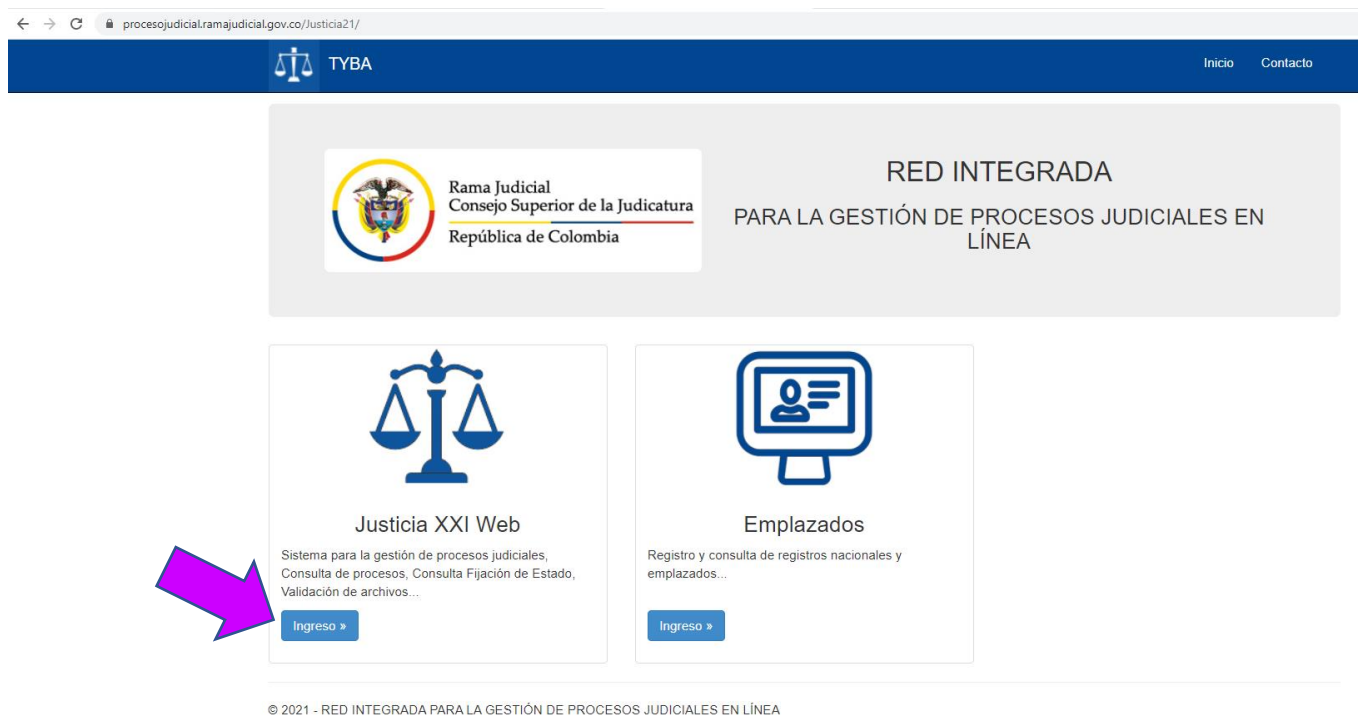 procesojudicial.ramajudicial.gov.co/Justicia21/
TYBA
Inicio
Contacto
Rama Judicial
Consejo Superior de la Judicatura
República de Colombia
RED INTEGRADA
PARA LA GESTIÓN DE PROCESOS JUDICIALES EN
LÍNEA
Justicia XXI Web
Sistema para la gestión de procesos judiciales,
Consulta de procesos, Consulta Fijación de Estado,
Validación de archivos...
Ingreso »
Emplazados
Registro y consulta de registros nacionales y
emplazados...
Ingreso »
© 2021 - RED INTEGRADA PARA LA GESTIÓN DE PROCESOS JUDICIALES EN LÍNEA